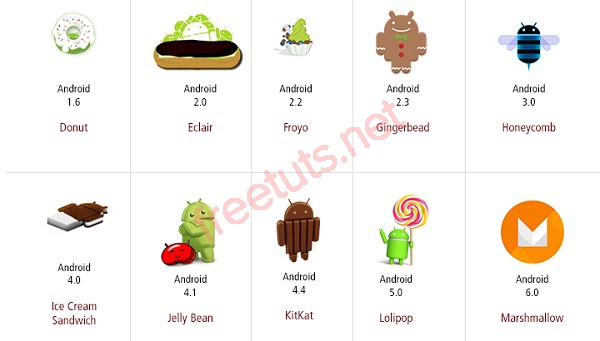 Android
1.6
Donut
Android
2.0
Eclair
Android
2.2
Froyo
Android
2.3
Gingerbead
Android
3.0
Honeycomb
freetuts.net
Android
4.0
Ice Cream
Sandwich
Android
4.1
Jelly Bean
Android
4.4
KitKat
Android
5.0
Lolipop
Android
6.0
Marshmallow